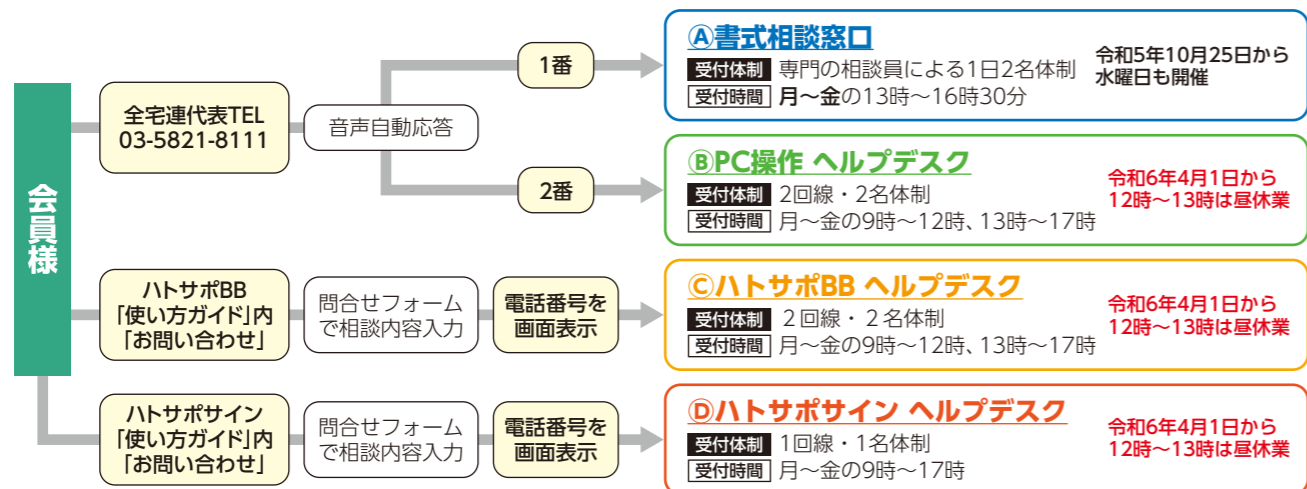 会員様
全宅連代表TEL
03-5821-8111
音声自動応答
1番
Ⓐ書式相談窓口
受付体制 専門の相談員による1日2名体制
受付時間 月～金の13時～16時30分
令和5年10月25日から
水曜日も開催
2番
ⒷPC操作 ヘルプデスク
受付体制 2回線・2名体制
受付時間 月～金の9時～12時、13時～17時
令和6年4月1日から
12時～13時は昼休業
ハトサポBB
「使い方ガイド」内
「お問い合わせ」
問合せフォーム
で相談内容入力
電話番号を
画面表示
ⒸハトサポBB ヘルプデスク
受付体制 2回線・2名体制
受付時間 月～金の9時～12時、13時～17時
令和6年4月1日から
12時～13時は昼休業
ハトサポサイン
「使い方ガイド」内
「お問い合わせ」
問合せフォーム
で相談内容入力
電話番号を
画面表示
Ⓓハトサポサイン ヘルプデスク
受付体制 1回線・1名体制
受付時間 月～金の9時～17時
令和6年4月1日から
12時～13時は昼休業